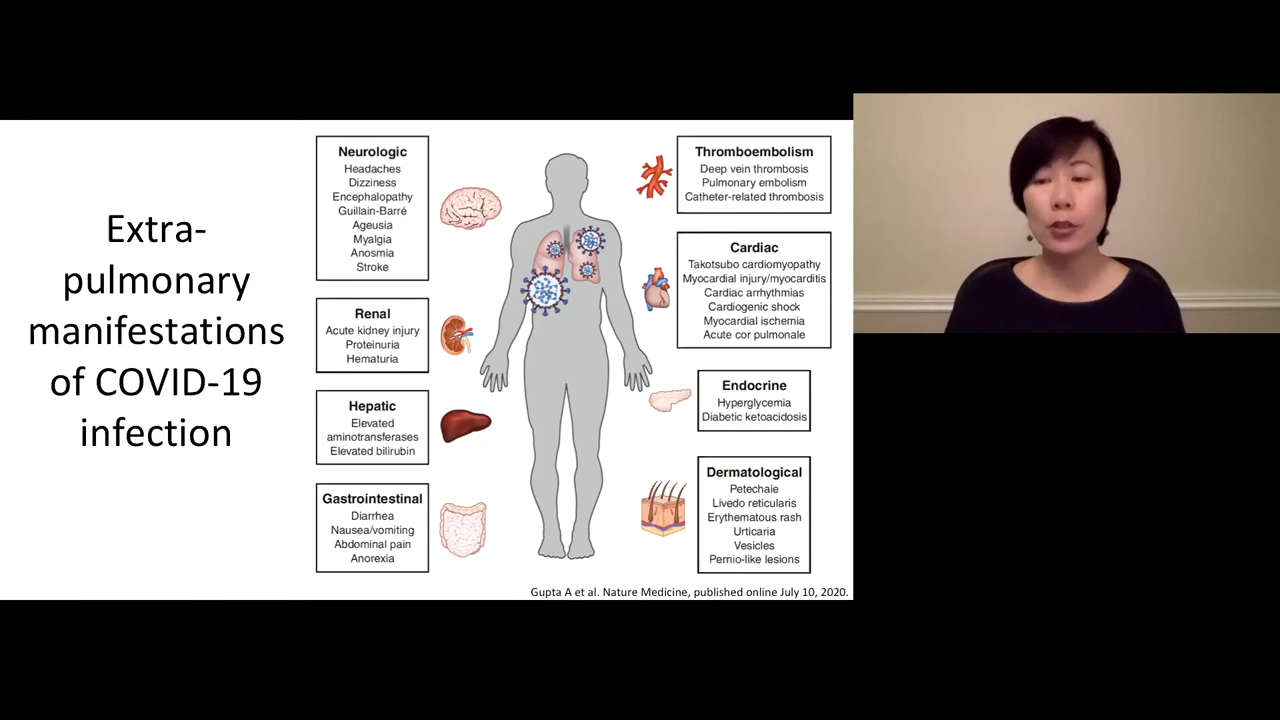 Extra-
pulmonary
manifestations
of COVID-19
infection
Neurologic
Headaches
Dizziness
Encephalopathy
Guillain-Barré
Ageusia
Myalgia
Anosmia
Stroke
Renal
Acute kidney injury
Proteinuria
Hematuria
Hepatic
Elevated
aminotransferases
Elevated bilirubin
Gastrointestinal
Diarrhea
Nausea/vomiting
Abdominal pain
Anorexia
Thromboembolism
Deep vein thrombosis
Pulmonary embolism
Catheter-related thrombosis
Cardiac
Takotsubo cardiomyopathy
Myocardial injury/myocarditis
Cardiac arrhythmias
Cardiogenic shock
Myocardial ischemia
Acute cor pulmonale
Endocrine
Hyperglycemia
Diabetic ketoacidosis
Dermatological
Petechaie
Livedo reticularis
Erythematous rash
Urticaria
Vesicles
Pernio-like lesions
Gupta A et al. Nature Medicine, published online July 10, 2020.